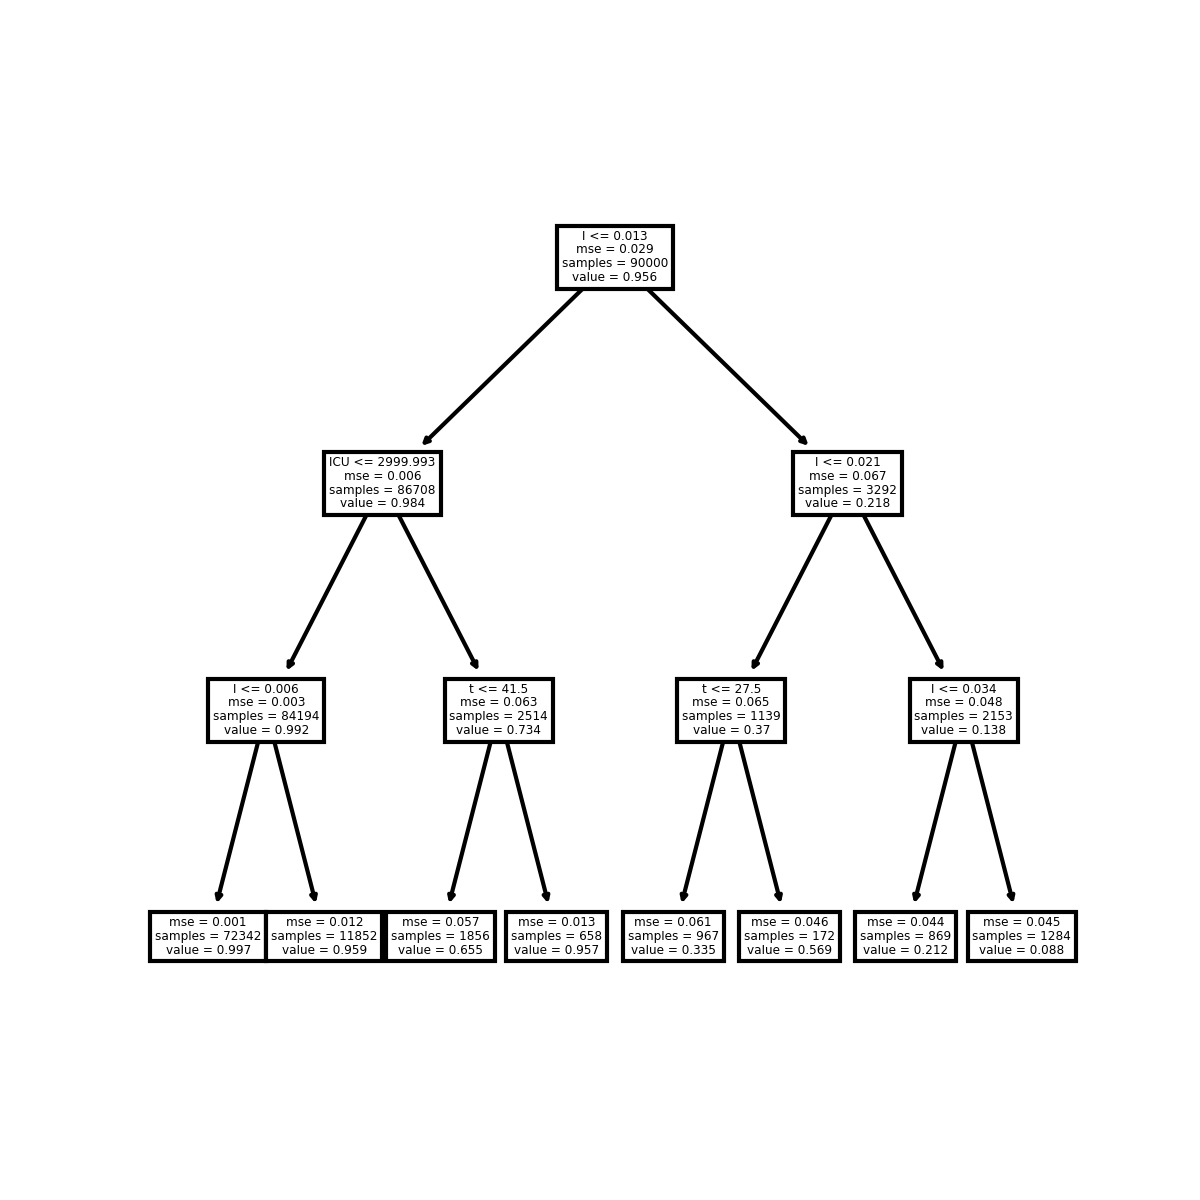 I <= 0.013
mse = 0.029
samples = 90000
value = 0.956
ICU <= 2999.993
mse = 0.006
samples = 86708
value = 0.984
I <= 0.021
mse = 0.067
samples = 3292
value = 0.218
I <= 0.006
mse = 0.003
samples = 84194
value = 0.992
t <= 41.5
mse = 0.063
samples = 2514
value = 0.734
t <= 27.5
mse = 0.065
samples = 1139
value = 0.37
I <= 0.034
mse = 0.048
samples = 2153
value = 0.138
mse = 0.001
samples = 72342
value = 0.997
mse = 0.012
samples = 11852
value = 0.959
mse = 0.057
samples = 1856
value = 0.655
mse = 0.013
samples = 658
value = 0.957
mse = 0.061
samples = 967
value = 0.335
mse = 0.046
samples = 172
value = 0.569
mse = 0.044
samples = 869
value = 0.212
mse = 0.045
samples = 1284
value = 0.088